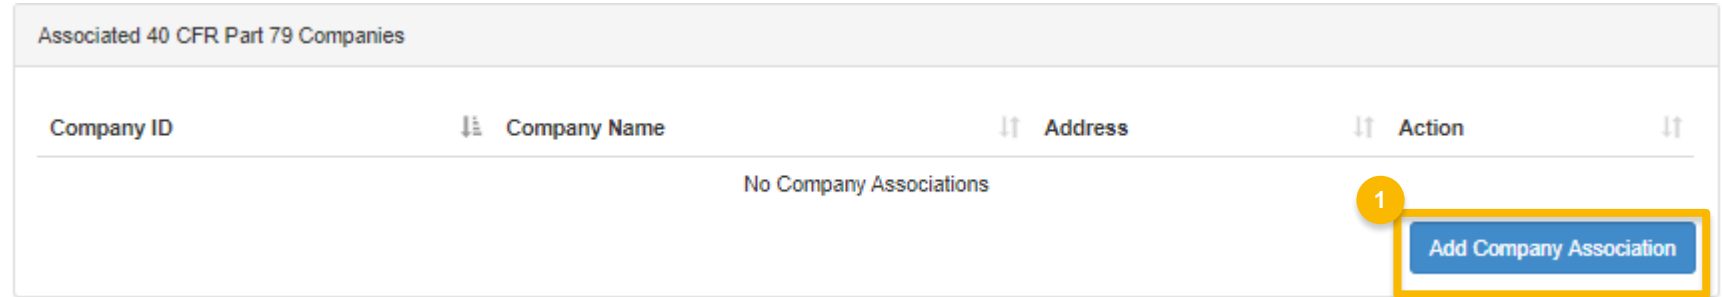 Associated 40 CFR Part 79 Companies
Company ID Company Name Address Action
No Company Associations
1
Add Company Association